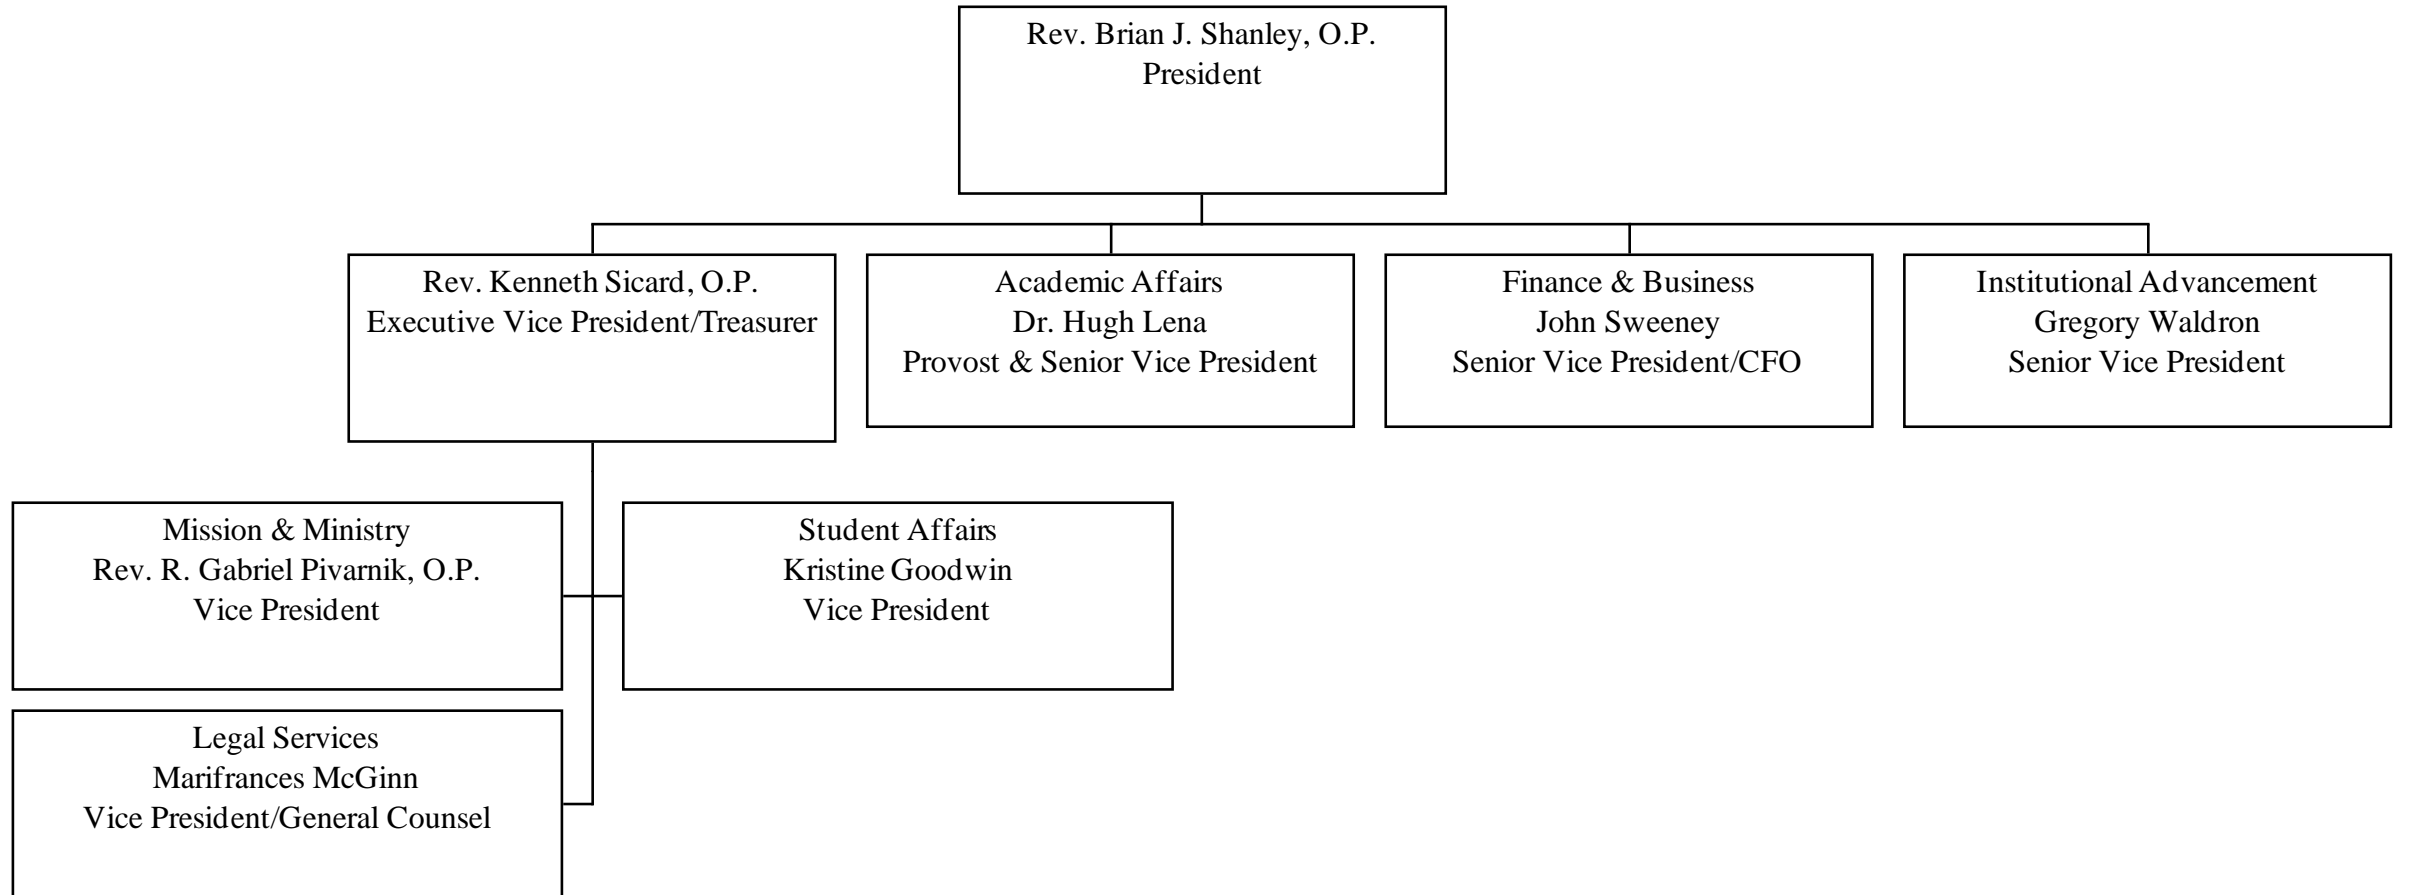 Rev. Brian J. Shanley, O.P.
President
Rev. Kenneth Sicard, O.P.
Executive Vice President/Treasurer
Academic Affairs
Dr. Hugh Lena
Provost & Senior Vice President
Finance & Business
John Sweeney
Senior Vice President/CFO
Institutional Advancement
Gregory Waldron
Senior Vice President
Mission & Ministry
Rev. R. Gabriel Pivarnik, O.P.
Vice President
Student Affairs
Kristine Goodwin
Vice President
Legal Services
Marifrances McGinn
Vice President/General Counsel